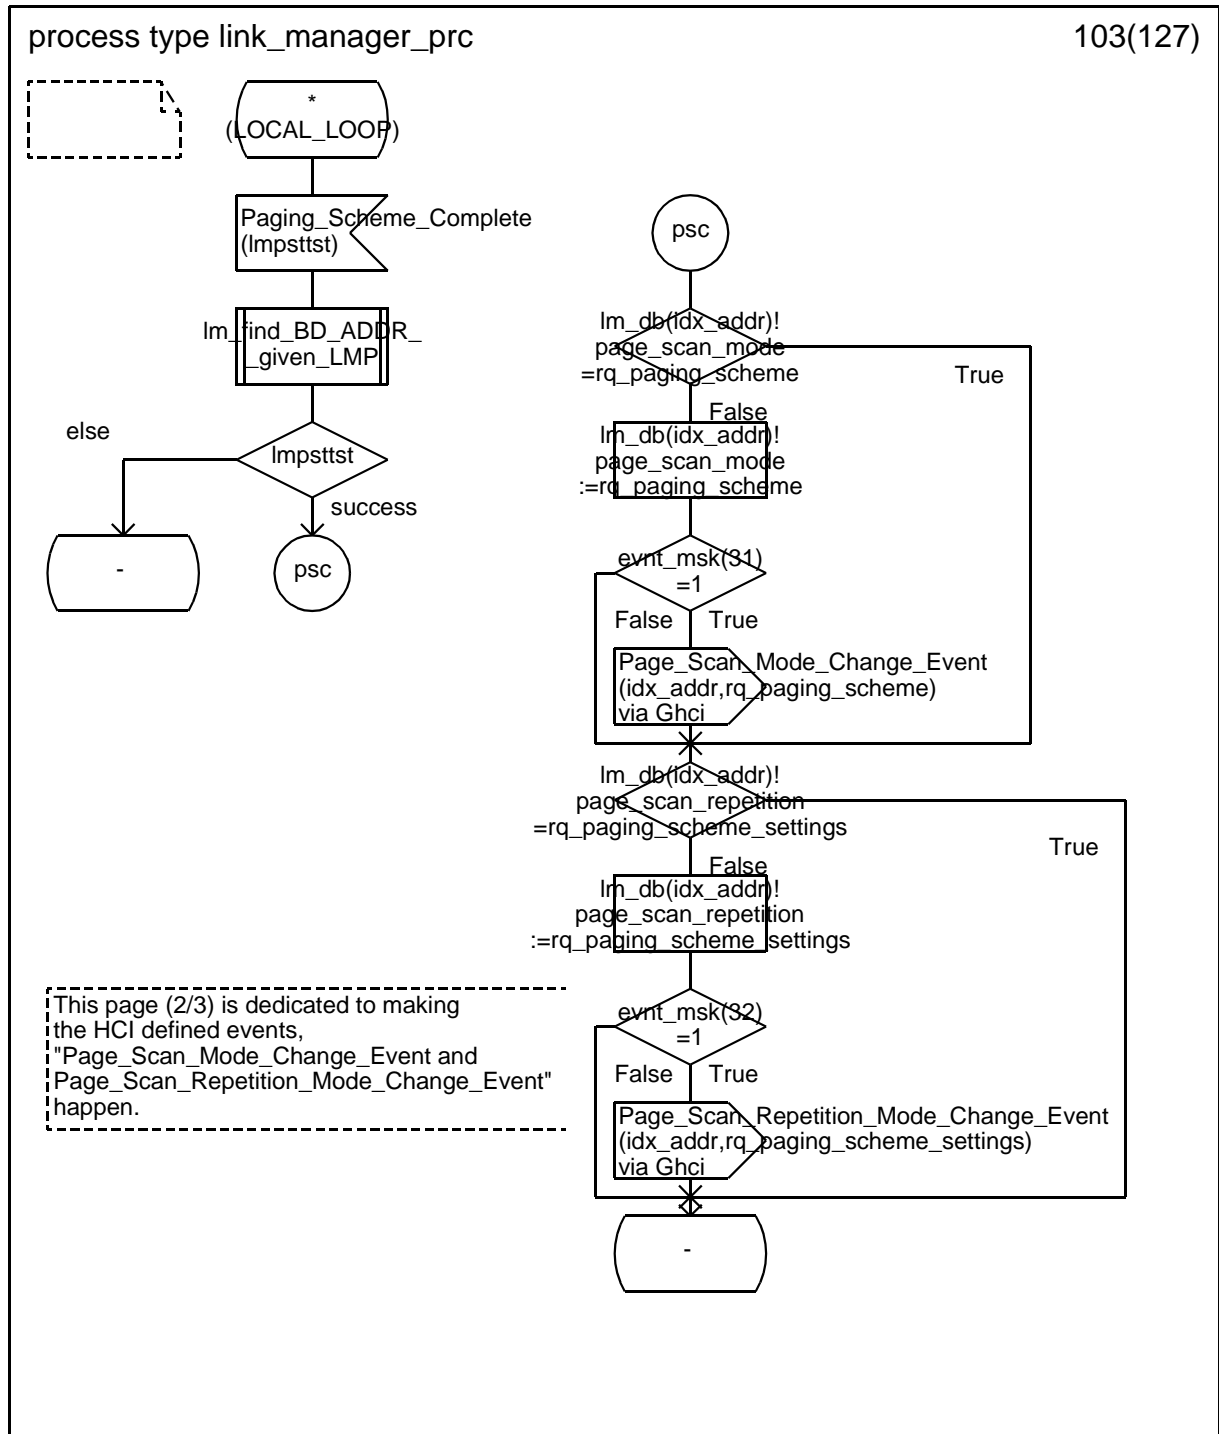 process type link_manager_prc
103(127)
*
(LOCAL_LOOP)
Paging_Scheme_Complete
(lmpsttst)
lm_find_BD_ADDR_
_given_LMP
else
lmpsttst
success
-
psc
psc
lm_db(idx_addr)!
page_scan_mode
=rq_paging_scheme
True
False
lm_db(idx_addr)!
page_scan_mode
:=rq_paging_scheme
evnt_msk(31)
=1
False
True
Page_Scan_Mode_Change_Event
(idx_addr,rq_paging_scheme)
via Ghci
lm_db(idx_addr)!
page_scan_repetition
=rq_paging_scheme_settings
True
False
lm_db(idx_addr)!
page_scan_repetition
:=rq_paging_scheme_settings
This page (2/3) is dedicated to making
the HCI defined events,
"Page_Scan_Mode_Change_Event and
Page_Scan_Repetition_Mode_Change_Event"
happen.
evnt_msk(32)
=1
False
True
Page_Scan_Repetition_Mode_Change_Event
(idx_addr,rq_paging_scheme_settings)
via Ghci
-